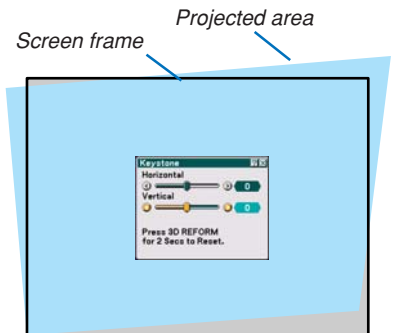 Projected area
Screen frame
Keystone
Horizontal
0
Vertical
0
Press 3D REFORM
for 2 Secs to Reset.